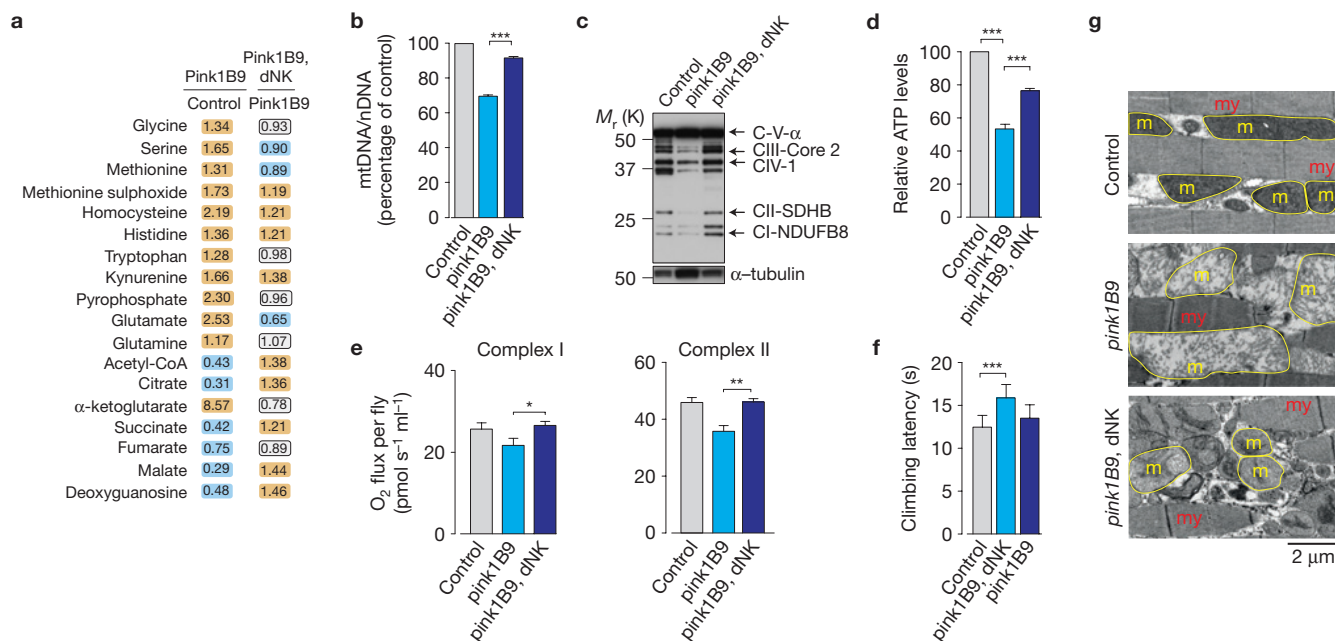 a
Pink1B9 Pink1B9, dNK
Control Pink1B9
Glycine 1.34 0.93
Serine 1.65 0.90
Methionine 1.31 0.89
Methionine sulphoxide 1.73 1.19
Homocysteine 2.19 1.21
Histidine 1.36 1.21
Tryptophan 1.28 0.98
Kynurenine 1.66 1.38
Pyrophosphate 2.30 0.96
Glutamate 2.53 0.65
Glutamine 1.17 1.07
Acetyl-CoA 0.43 1.38
Citrate 0.31 1.36
α-ketoglutarate 8.57 0.78
Succinate 0.42 1.21
Fumarate 0.75 0.89
Malate 0.29 1.44
Deoxyguanosine 0.48 1.46
b
mtDNA/nDNA
(percentage of control)
100
80
60
40
20
0
***
Control
pink1B9
pink1B9, dNK
c
Control
pink1B9
pink1B9, dNK
Mr (K)
50
37
25
50
C-V-α
CIII-Core 2
CIV-1
CII-SDHB
CI-NDUFB8
α–tubulin
d
Relative ATP levels
100
80
60
40
20
0
***
***
Control
pink1B9
pink1B9, dNK
e
Complex I
O2 flux per fly
(pmol s⁻¹ ml⁻¹)
40
20
0
*
Control
pink1B9
pink1B9, dNK
Complex II
60
40
20
0
**
Control
pink1B9
pink1B9, dNK
f
Climbing latency (s)
20
15
10
5
0
***
Control
pink1B9, dNK
pink1B9
g
Control
my
m
m
my
m
m
m
pink1B9
m
m
my
m
pink1B9, dNK
my
m
m
m
my
2 μm